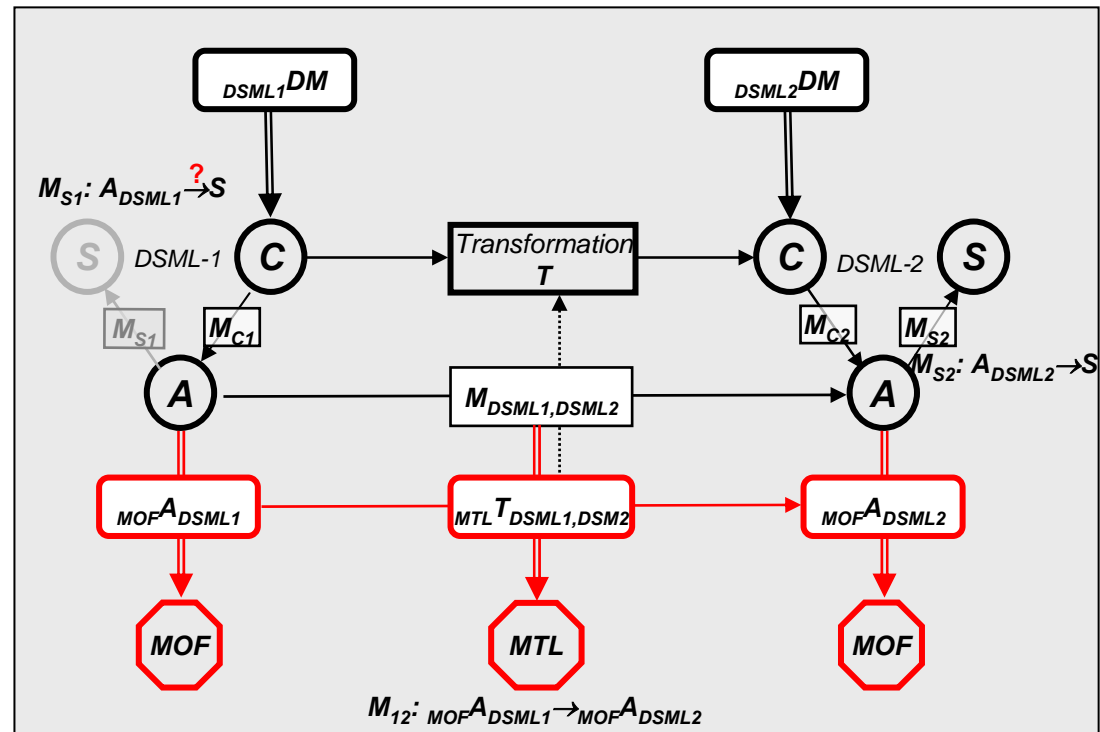 DSML1DM
DSML2DM
?
MS1: ADSML1→S
S
DSML-1
C
Transformation
T
C
DSML-2
S
MS1
MC1
MC2
MS2
MS2: ADSML2→S
A
MDSML1,DSML2
A
MOFADSML1
MTLTDSML1,DSM2
MOFADSML2
MOF
MTL
MOF
M12: MOFADSML1→MOFADSML2